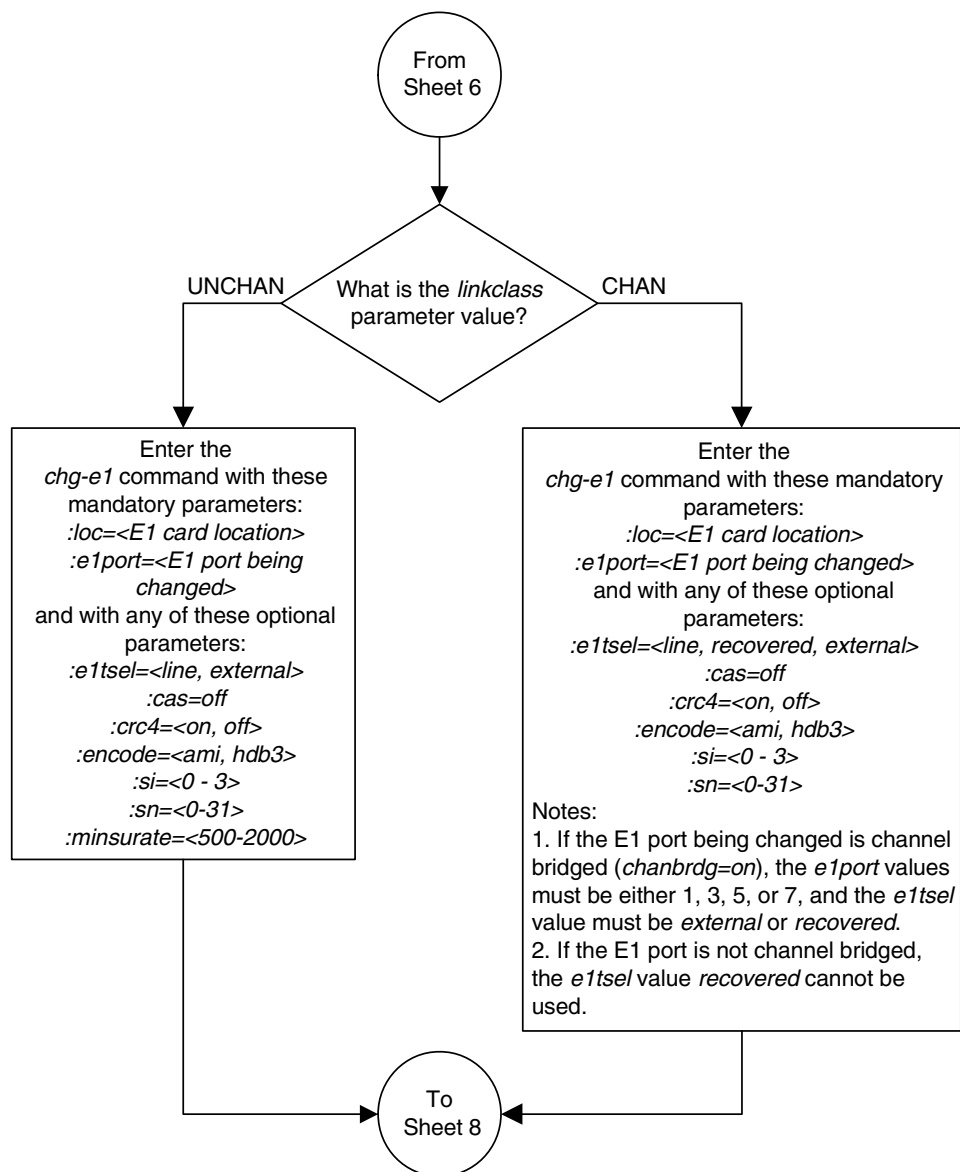 From
Sheet 6
What is the linkclass
parameter value?
UNCHAN
CHAN
Enter the
chg-e1 command with these
mandatory parameters:
:loc=<E1 card location>
:e1port=<E1 port being
changed>
and with any of these optional
parameters:
:e1tsel=<line, external>
:cas=off
:crc4=<on, off>
:encode=<ami, hdb3>
:si=<0 - 3>
:sn=<0-31>
:minsurate=<500-2000>
Enter the
chg-e1 command with these mandatory
parameters:
:loc=<E1 card location>
:e1port=<E1 port being changed>
and with any of these optional
parameters:
:e1tsel=<line, recovered, external>
:cas=off
:crc4=<on, off>
:encode=<ami, hdb3>
:si=<0 - 3>
:sn=<0-31>
Notes:
1. If the E1 port being changed is channel
bridged (chanbrdg=on), the e1port values
must be either 1, 3, 5, or 7, and the e1tsel
value must be external or recovered.
2. If the E1 port is not channel bridged,
the e1tsel value recovered cannot be
used.
To
Sheet 8